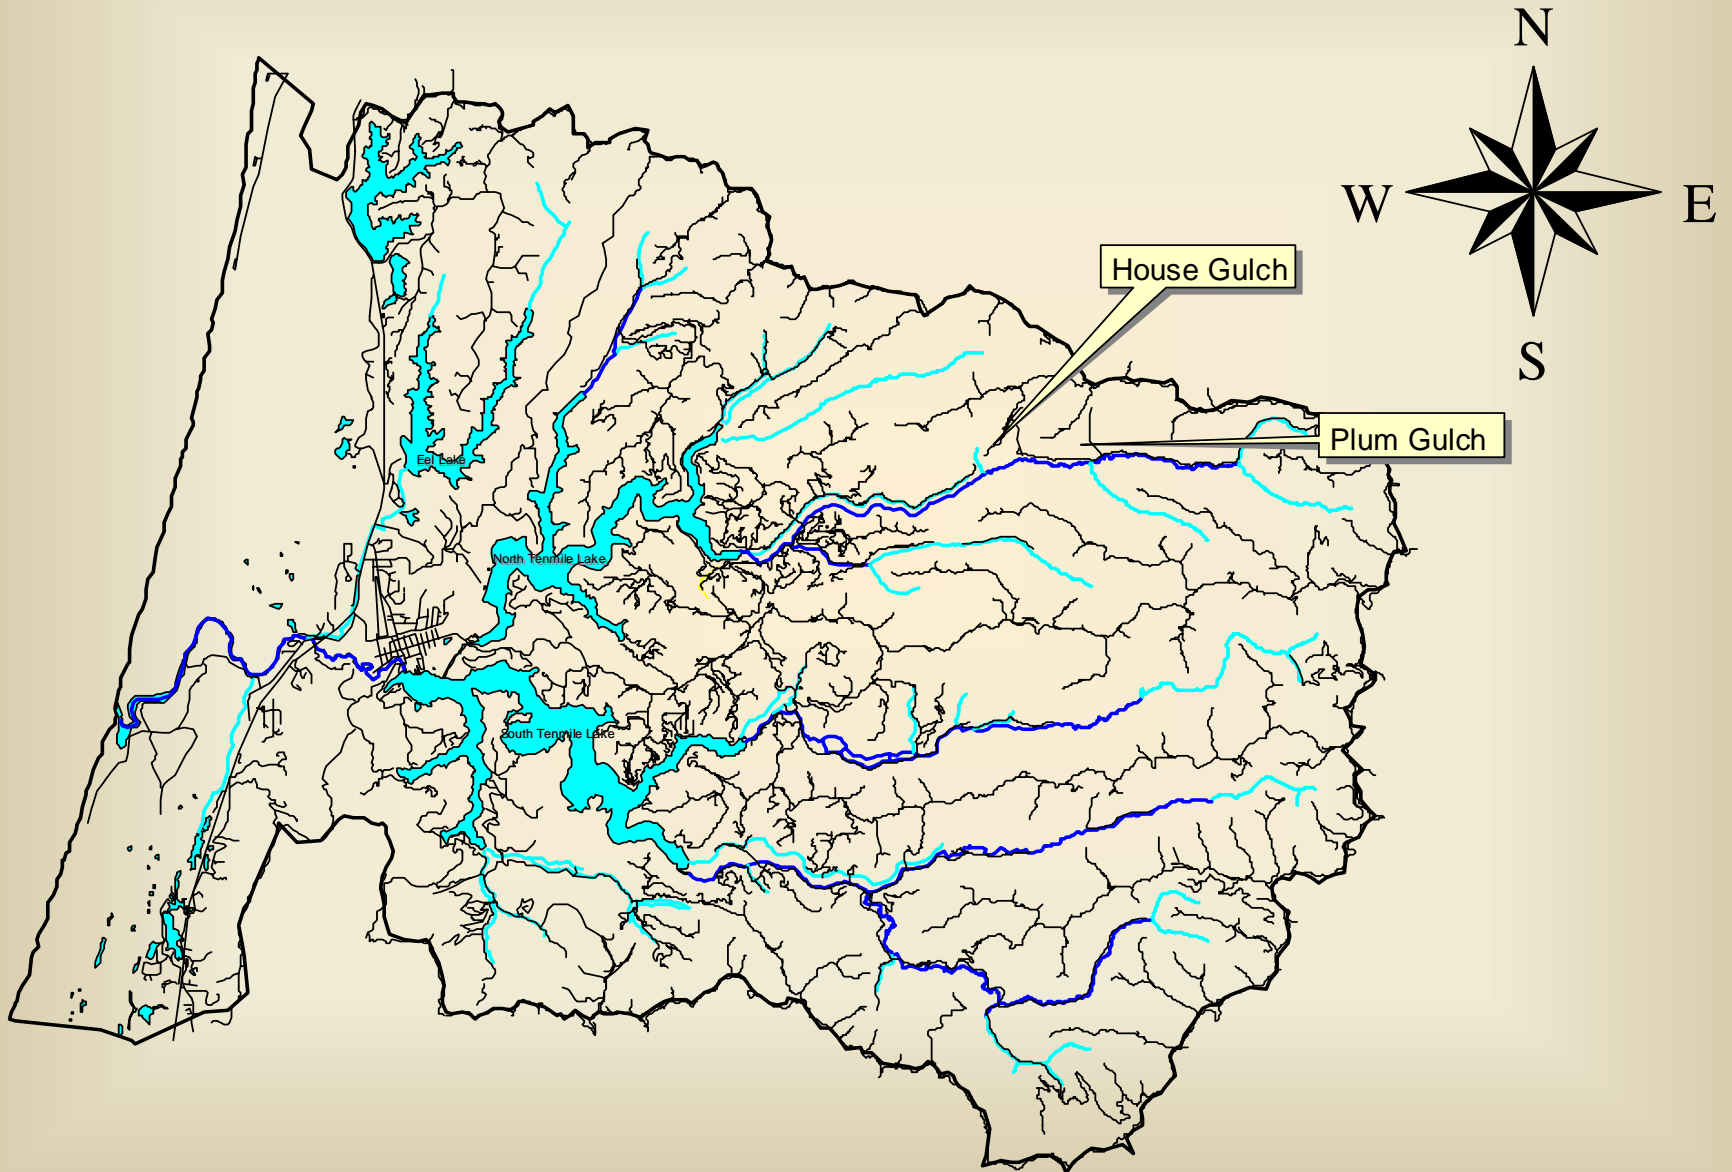 N
W
E
S
House Gulch
Plum Gulch
Eel Lake
North Tenmile Lake
South Tenmile Lake